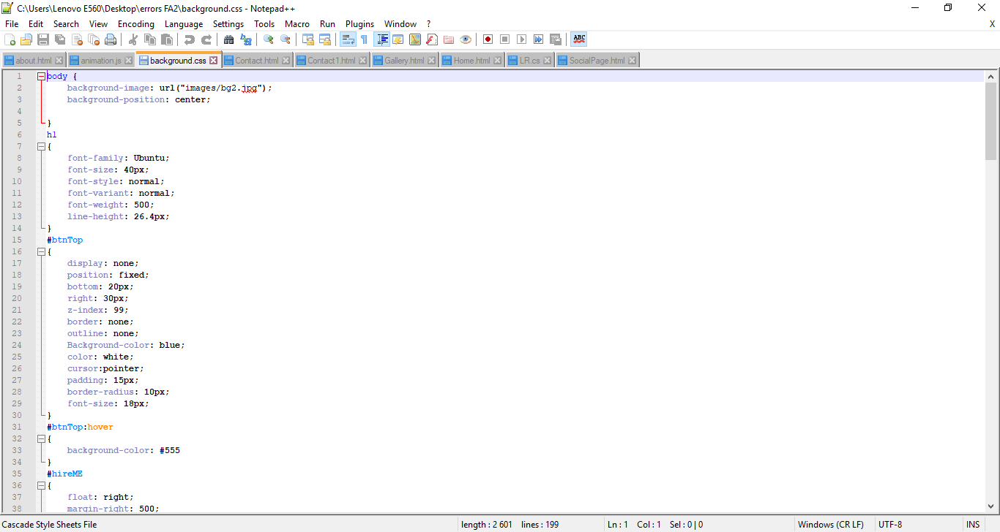 C:\Users\Lenovo E560\Desktop\errors FA2\background.css - Notepad++
File Edit Search View Encoding Language Settings Tools Macro Run Plugins Window ? X
ABC
about.html animation.js background.css Contact.html Contact1.html Gallery.html Home.html LR.cs SocialPage.html
1 body {
2 background-image: url("images/bg2.jpg");
3 background-position: center;
4
5 }
6 h1
7 {
8 font-family: Ubuntu;
9 font-size: 40px;
10 font-style: normal;
11 font-variant: normal;
12 font-weight: 500;
13 line-height: 26.4px;
14 }
15 #btnTop
16 {
17 display: none;
18 position: fixed;
19 bottom: 20px;
20 right: 30px;
21 z-index: 99;
22 border: none;
23 outline: none;
24 Background-color: blue;
25 color: white;
26 cursor:pointer;
27 padding: 15px;
28 border-radius: 10px;
29 font-size: 18px;
30 }
31 #btnTop:hover
32 {
33 background-color: #555
34 }
35 #hireME
36 {
37 float: right;
38 margin-right: 500;
Cascade Style Sheets File length : 2 601 lines : 199 Ln : 1 Col : 1 Sel : 0 | 0 Windows (CR LF) UTF-8 INS